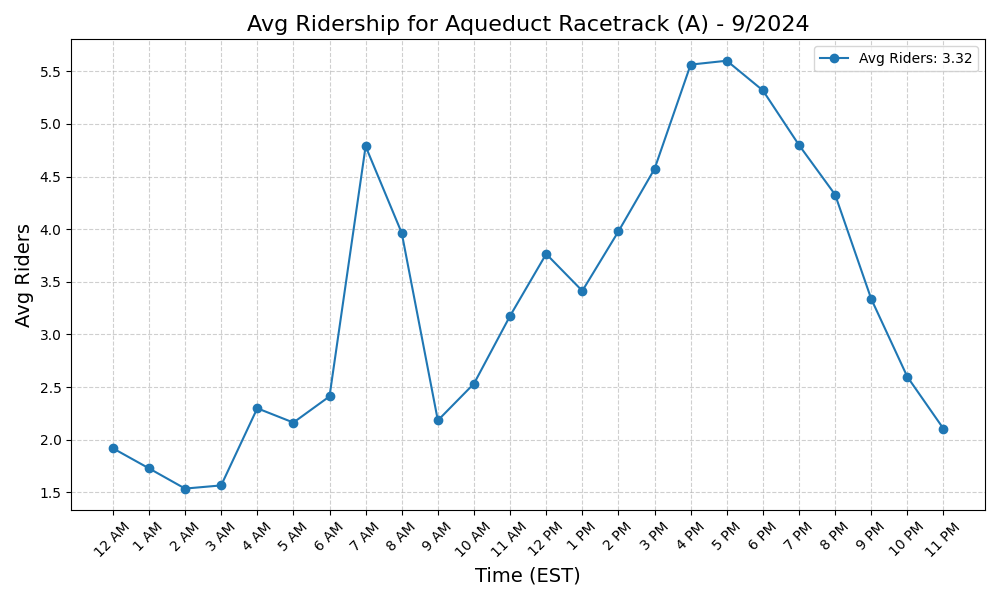 Avg Ridership for Aqueduct Racetrack (A) - 9/2024
Avg Riders: 3.32
Avg Riders
5.5
5.0
4.5
4.0
3.5
3.0
2.5
2.0
1.5
12 AM
1 AM
2 AM
3 AM
4 AM
5 AM
6 AM
7 AM
8 AM
9 AM
10 AM
11 AM
12 PM
1 PM
2 PM
3 PM
4 PM
5 PM
6 PM
7 PM
8 PM
9 PM
10 PM
11 PM
Time (EST)